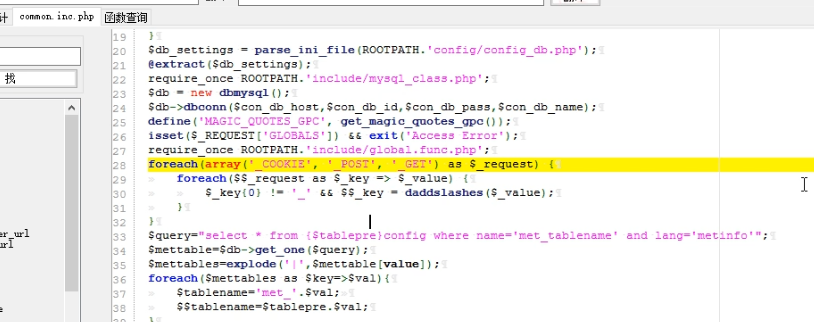 计 common.inc.php 函数查询
找
er_url
url
e
19 }
20 $db_settings = parse_ini_file(ROOTPATH.'config/config_db.php');
21 @extract($db_settings);
22 require_once ROOTPATH.'include/mysql_class.php';
23 $db = new dbmysql();
24 $db->dbconn($con_db_host,$con_db_id,$con_db_pass,$con_db_name);
25 define('MAGIC_QUOTES_GPC', get_magic_quotes_gpc());
26 isset($_REQUEST['GLOBALS']) && exit('Access Error');
27 require_once ROOTPATH.'include/global.func.php';
28 foreach(array('_COOKIE', '_POST', '_GET') as $_request) {
29 foreach($$_request as $_key => $_value) {
30 $_key{0} != '_' && $$_key = daddslashes($_value);
31 }
32 }
33 $query="select * from {$tablepre}config where name='met_tablename' and lang='metinfo'";
34 $mettable=$db->get_one($query);
35 $mettables=explode('|',$mettable[value]);
36 foreach($mettables as $key=>$val){
37 $tablename='met_'.$val;
38 $$tablename=$tablepre.$val;
39 }